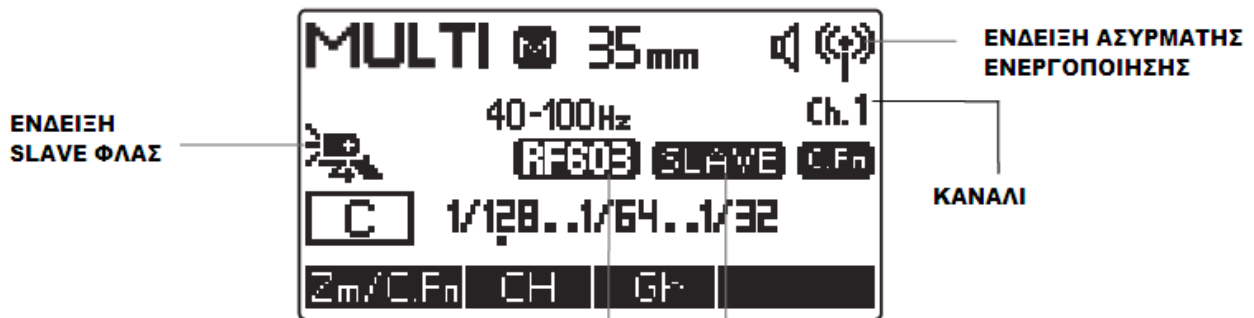 MULTI M 35mm
ΕΝΔΕΙΞΗ ΑΣΥΡΜΑΤΗΣ
ΕΝΕΡΓΟΠΟΙΗΣΗΣ
40-100Hz Ch.1
ΕΝΔΕΙΞΗ
SLAVE ΦΛΑΣ
RF603 SLAVE C.Fn
ΚΑΝΑΛΙ
C 1/128..1/64..1/32
Zm/C.Fn CH Gr